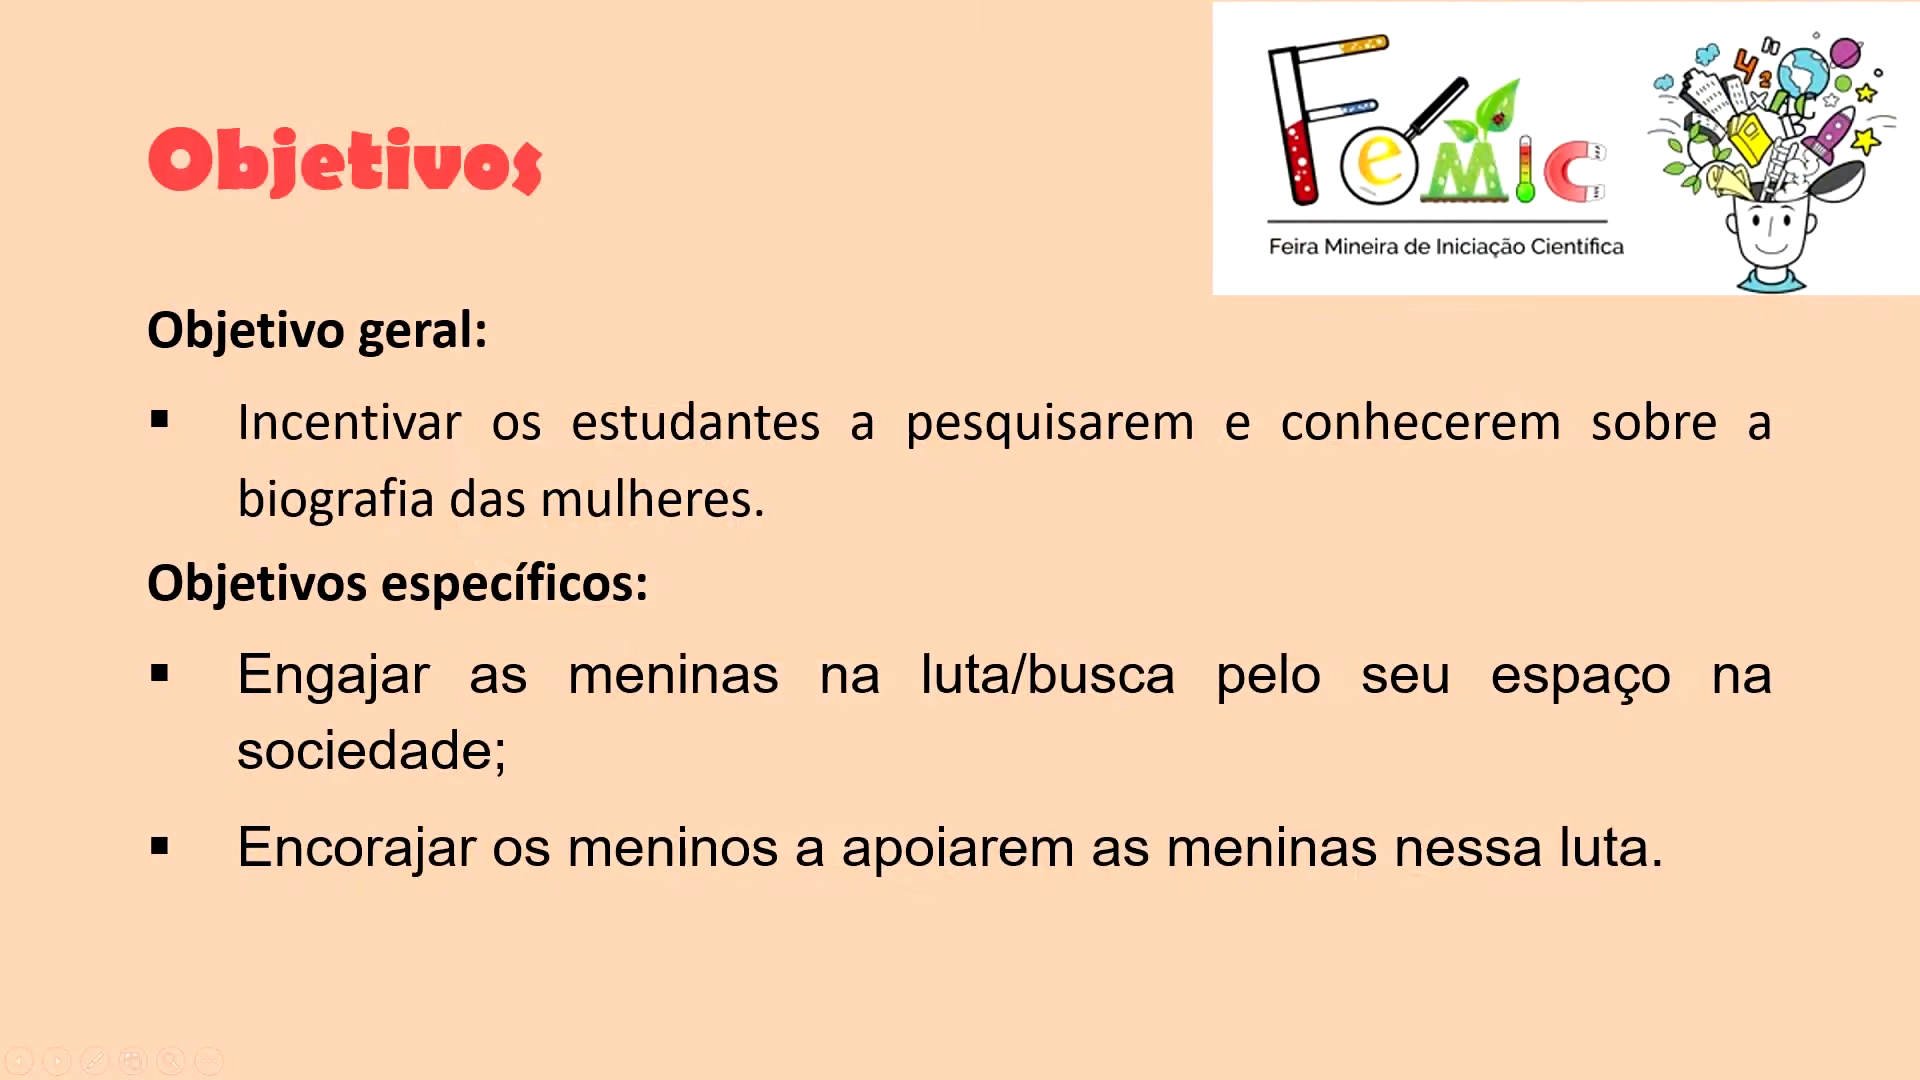 Objetivos
FeMic
Feira Mineira de Iniciação Científica
Objetivo geral:
▪ Incentivar os estudantes a pesquisarem e conhecerem sobre a
biografia das mulheres.
Objetivos específicos:
▪ Engajar as meninas na luta/busca pelo seu espaço na
sociedade;
▪ Encorajar os meninos a apoiarem as meninas nessa luta.